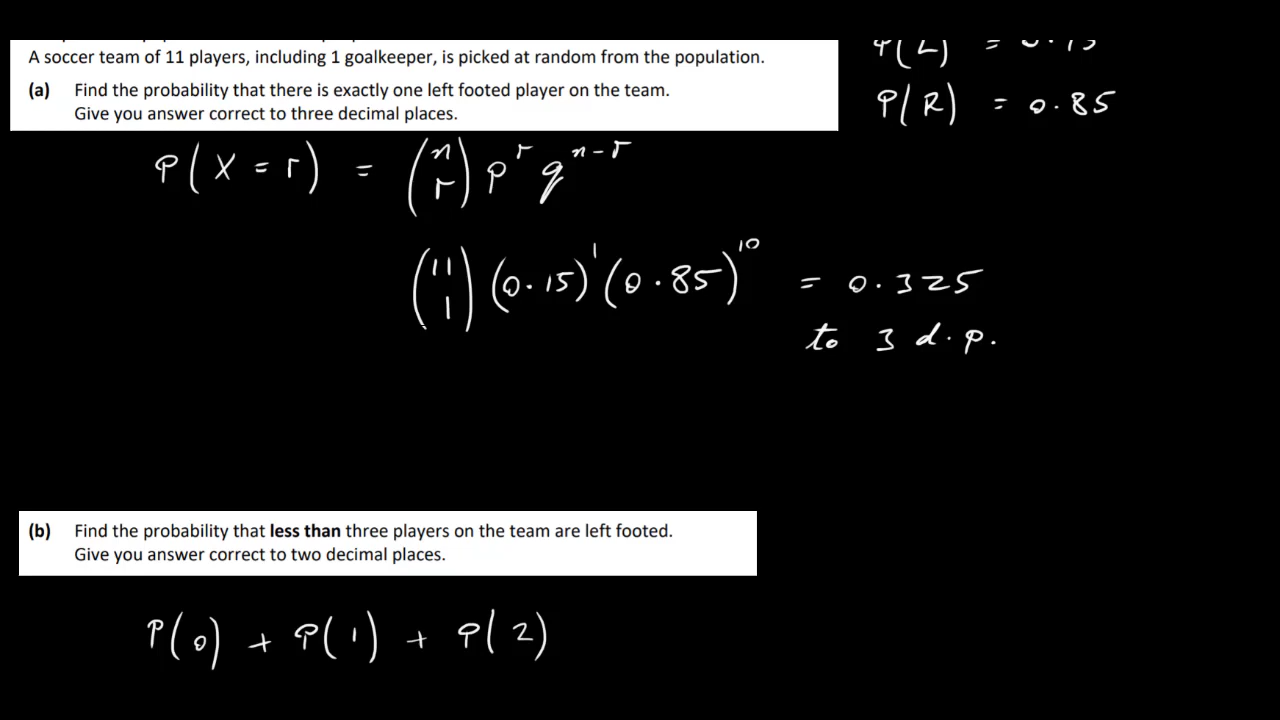 A soccer team of 11 players, including 1 goalkeeper, is picked at random from the population.
(a) Find the probability that there is exactly one left footed player on the team.
Give you answer correct to three decimal places.
P(L) = 0.15
P(R) = 0.85
P(X = r) = (n r) p^r q^n-r
(11 1) (0.15)^1 (0.85)^10 = 0.325
to 3 d.p.
(b) Find the probability that less than three players on the team are left footed.
Give you answer correct to two decimal places.
P(0) + P(1) + P(2)